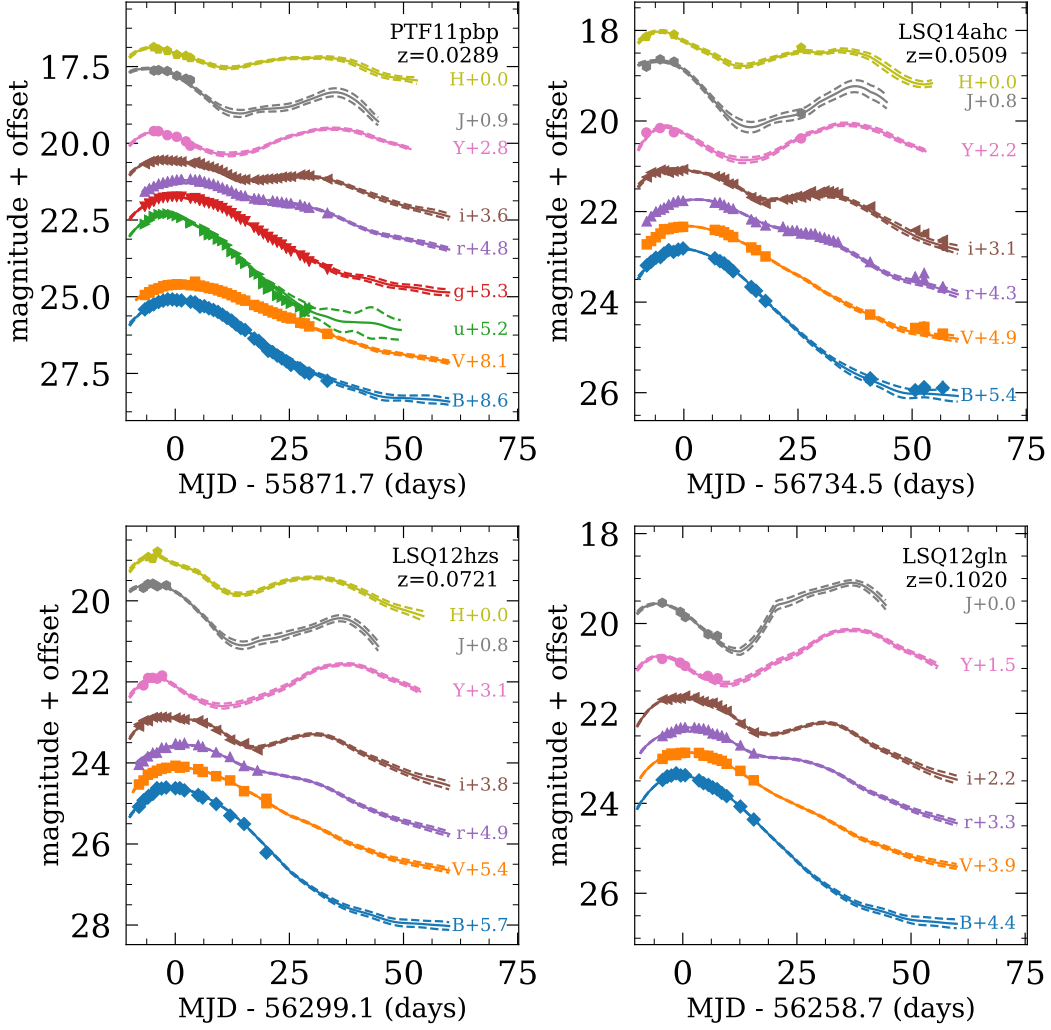 PTF11pbp
z=0.0289
17.5
20.0
22.5
25.0
27.5
H+0.0
J+0.9
Y+2.8
i+3.6
r+4.8
g+5.3
u+5.2
V+8.1
B+8.6
0 25 50 75
MJD - 55871.7 (days)
magnitude + offset
LSQ14ahc
z=0.0509
18
20
22
24
26
H+0.0
J+0.8
Y+2.2
i+3.1
r+4.3
V+4.9
B+5.4
0 25 50 75
MJD - 56734.5 (days)
magnitude + offset
LSQ12hzs
z=0.0721
20
22
24
26
28
H+0.0
J+0.8
Y+3.1
i+3.8
r+4.9
V+5.4
B+5.7
0 25 50 75
MJD - 56299.1 (days)
magnitude + offset
LSQ12gln
z=0.1020
18
20
22
24
26
J+0.0
Y+1.5
i+2.2
r+3.3
V+3.9
B+4.4
0 25 50 75
MJD - 56258.7 (days)
magnitude + offset